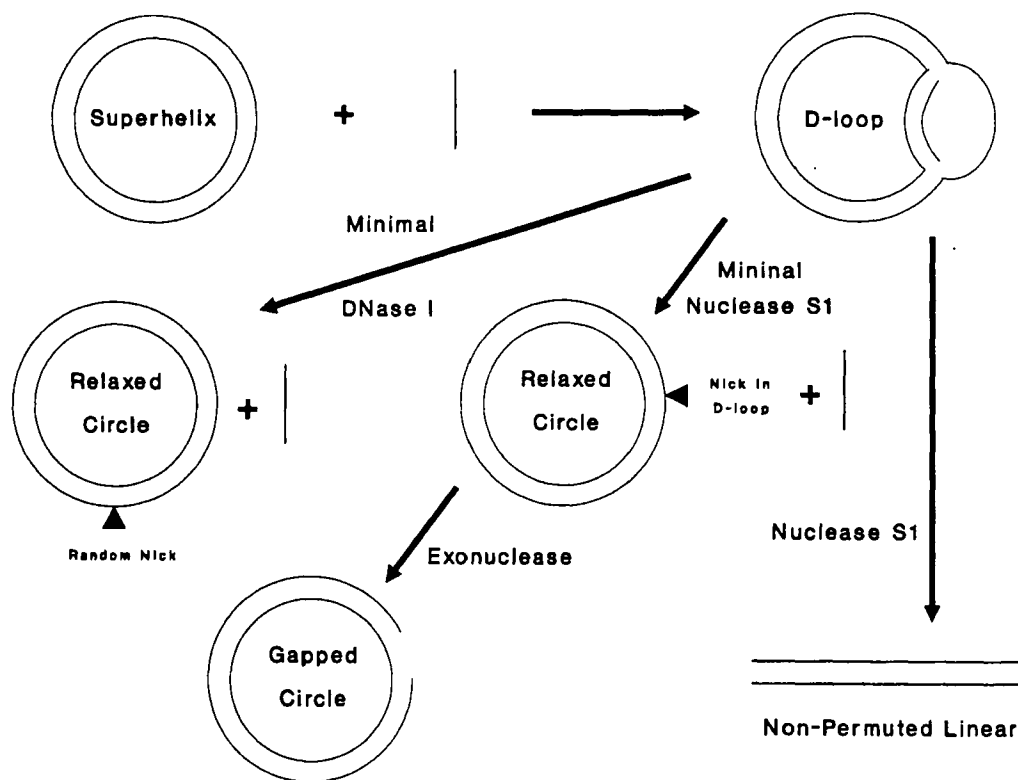 Superhelix
+
D-loop
Minimal
DNase I
Mininal
Nuclease S1
Relaxed
Circle
+
Random Nick
Relaxed
Circle
Nick in
D-loop
+
Nuclease S1
Exonuclease
Gapped
Circle
Non-Permuted Linear